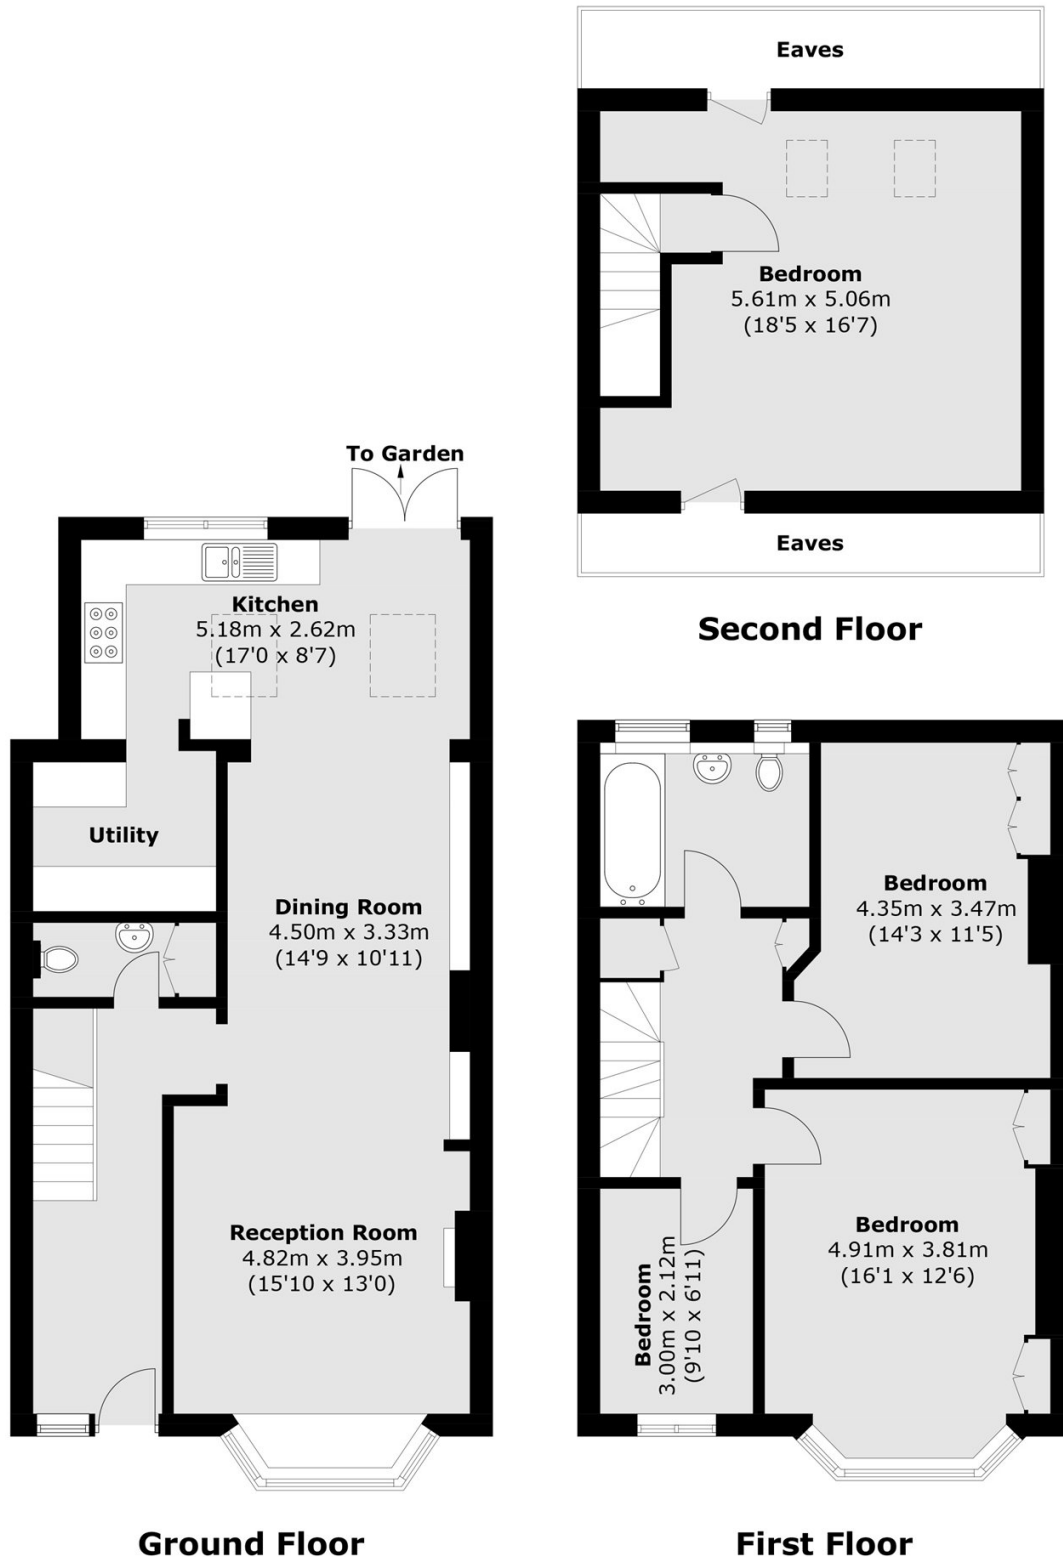 Eaves
Bedroom
5.61m x 5.06m
(18'5 x 16'7)
Eaves
Second Floor
To Garden
Kitchen
5.18m x 2.62m
(17'0 x 8'7)
Utility
Dining Room
4.50m x 3.33m
(14'9 x 10'11)
Reception Room
4.82m x 3.95m
(15'10 x 13'0)
Ground Floor
Bedroom
4.35m x 3.47m
(14'3 x 11'5)
Bedroom
4.91m x 3.81m
(16'1 x 12'6)
Bedroom
3.00m x 2.12m
(9'10 x 6'11)
First Floor